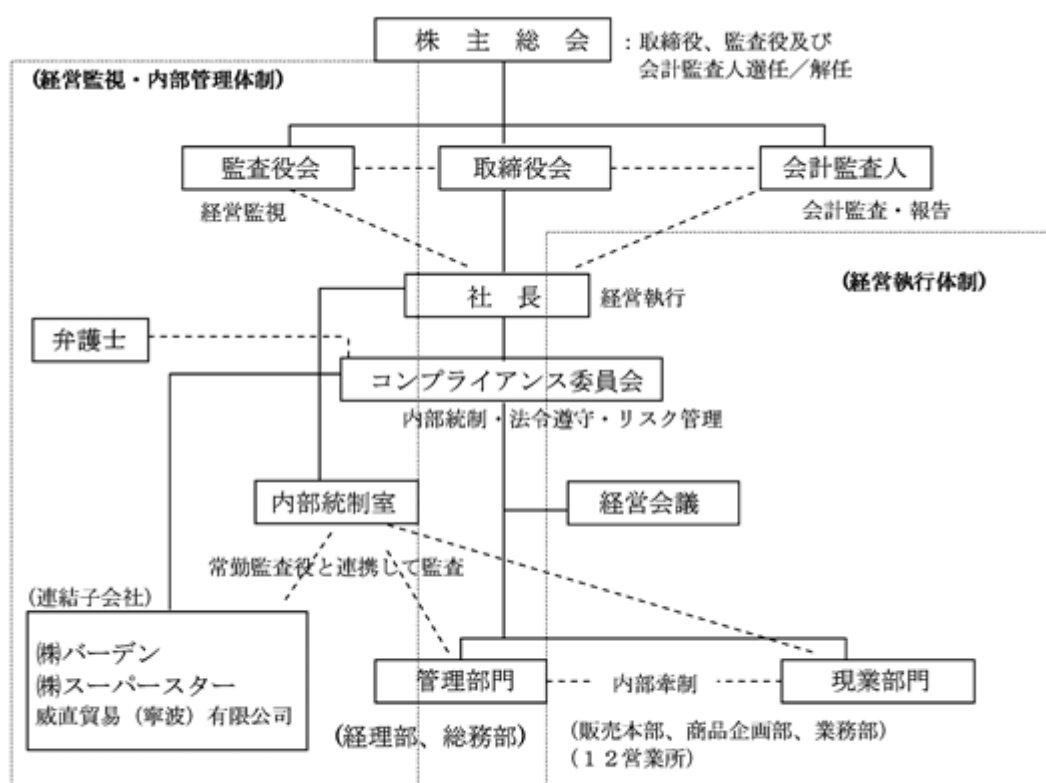 株 主 総 会
：取締役、監査役及び
会計監査人選任／解任
(経営監視・内部管理体制)
監査役会
取締役会
会計監査人
経営監視
会計監査・報告
(経営執行体制)
社 長
経営執行
弁護士
コンプライアンス委員会
内部統制・法令遵守・リスク管理
内部統制室
経営会議
常勤監査役と連携して監査
(連結子会社)
㈱バーデン
㈱スーパースター
威直貿易（寧波）有限公司
管理部門
内部牽制
現業部門
(経理部、総務部)
(販売本部、商品企画部、業務部)
(１２営業所)